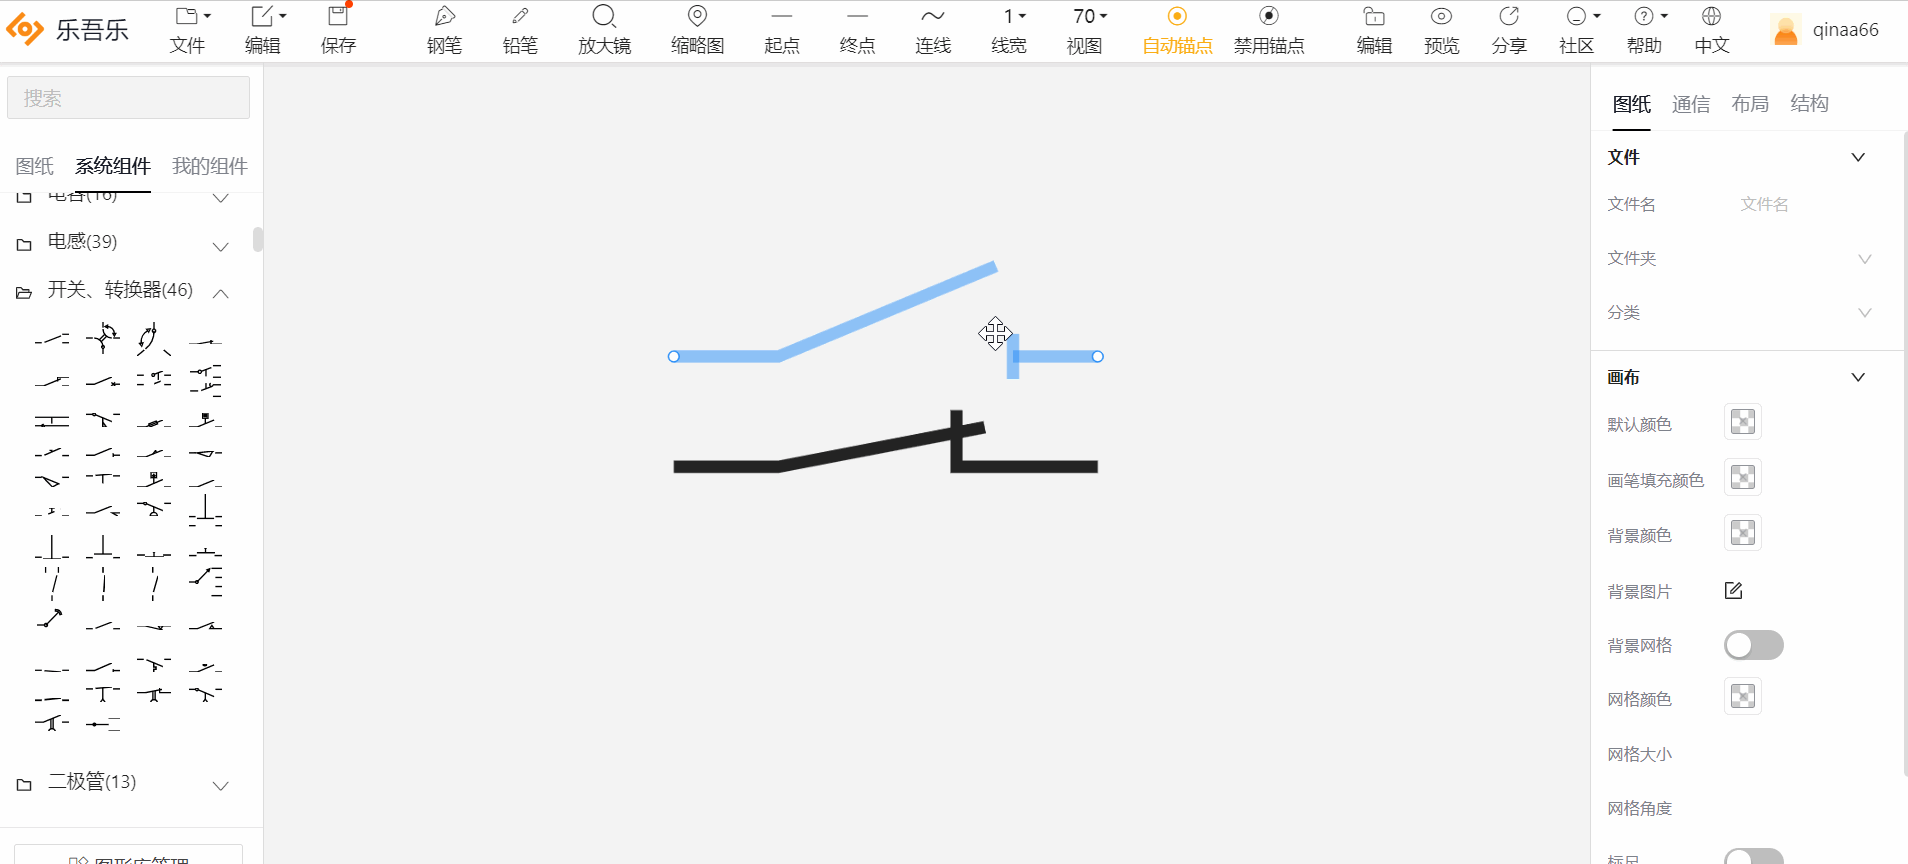 乐吾乐
文件
编辑
保存
钢笔
铅笔
放大镜
缩略图
起点
终点
连线
1
线宽
70
视图
自动锚点
禁用锚点
编辑
预览
分享
社区
帮助
中文
qinaa66
搜索
图纸 系统组件 我的组件
电容(16)
电感(39)
开关、转换器(46)
二极管(13)
图形库管理
图纸 通信 布局 结构
文件
文件名 文件名
文件夹
分类
画布
默认颜色
画笔填充颜色
背景颜色
背景图片
背景网格
网格颜色
网格大小
网格角度
标尺